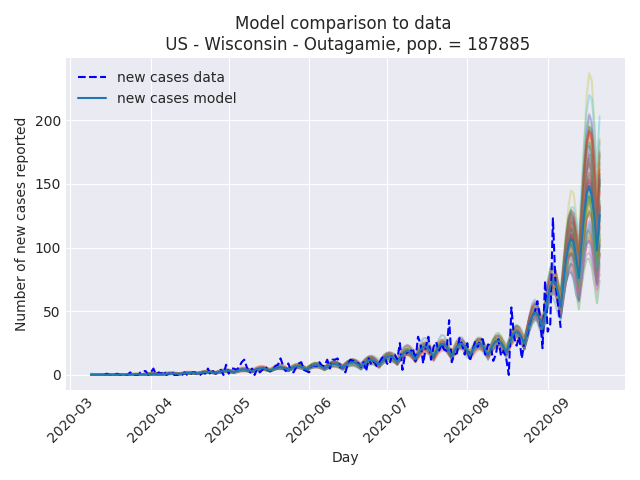 Model comparison to data
US - Wisconsin - Outagamie, pop. = 187885
new cases data
new cases model
Number of new cases reported
200
150
100
50
0
2020-03
2020-04
2020-05
2020-06
2020-07
2020-08
2020-09
Day